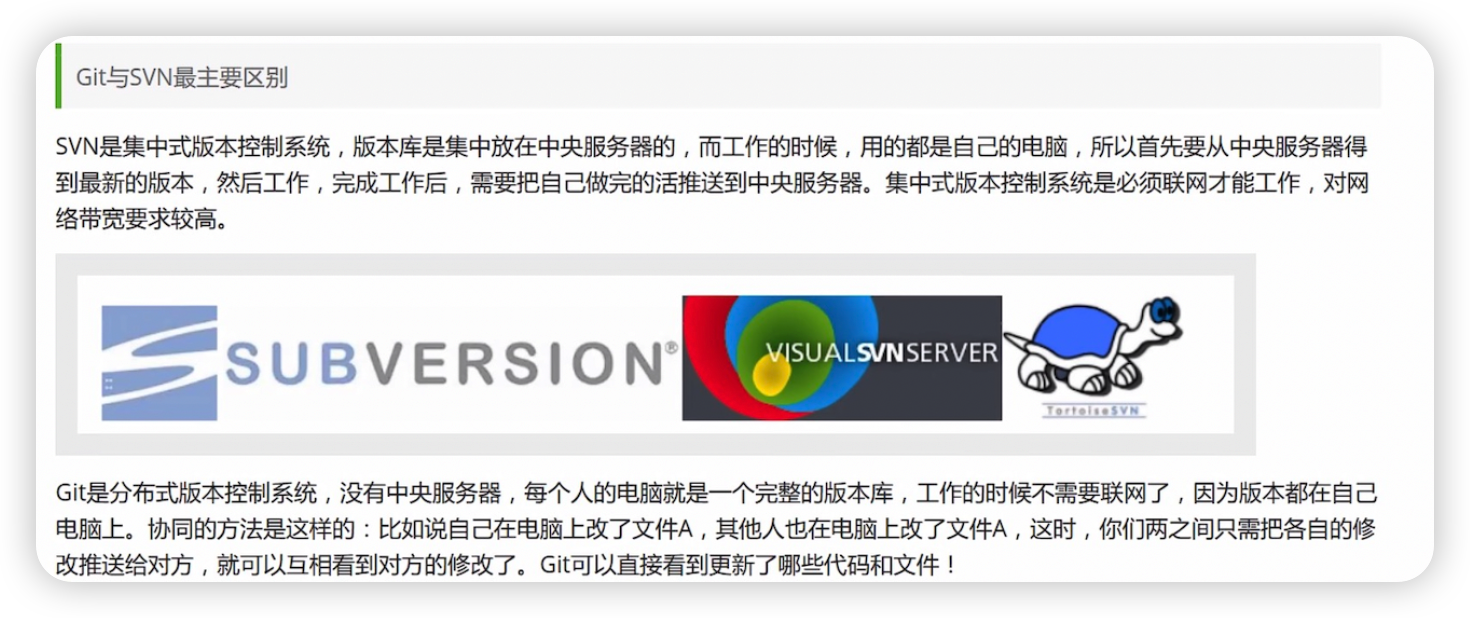 Git与SVN最主要区别
SVN是集中式版本控制系统，版本库是集中放在中央服务器的，而工作的时候，用的都是自己的电脑，所以首先要从中央服务器得
到最新的版本，然后工作，完成工作后，需要把自己做完的活推送到中央服务器。集中式版本控制系统是必须联网才能工作，对网
络带宽要求较高。
SUBVERSION®
VISUALSVNSERVER
TortoiseSVN
Git是分布式版本控制系统，没有中央服务器，每个人的电脑就是一个完整的版本库，工作的时候不需要联网了，因为版本都在自己
电脑上。协同的方法是这样的：比如说自己在电脑上改了文件A，其他人也在电脑上改了文件A，这时，你们两之间只需把各自的修
改推送给对方，就可以互相看到对方的修改了。Git可以直接看到更新了哪些代码和文件！